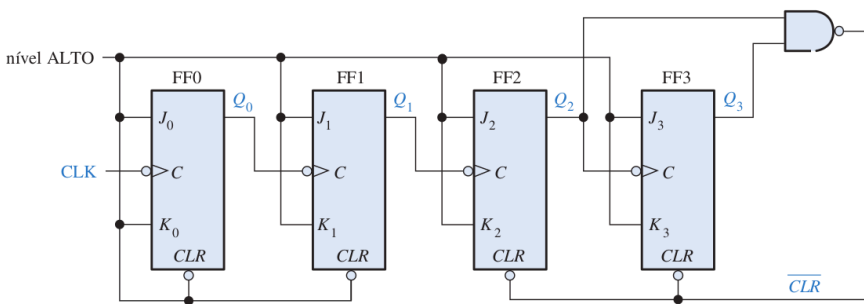 nível ALTO
FF0
FF1
FF2
FF3
Q0
Q1
Q2
Q3
J0
J1
J2
J3
CLK
C
C
C
C
K0
K1
K2
K3
CLR
CLR
CLR
CLR
C̅L̅R̅